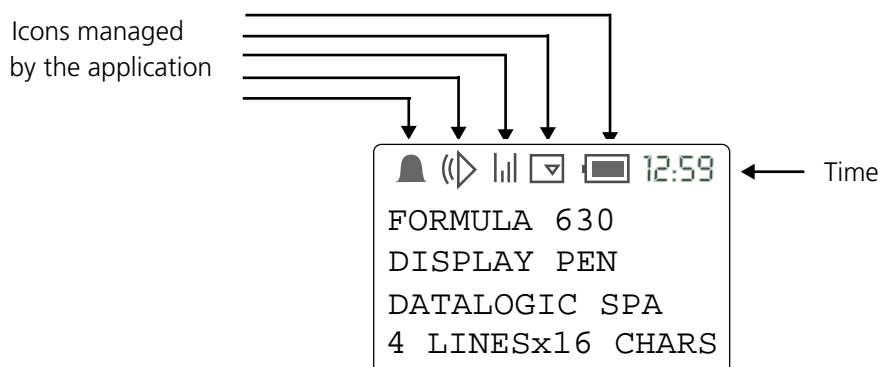 Icons managed
by the application
12:59
Time
FORMULA 630
DISPLAY PEN
DATALOGIC SPA
4 LINESx16 CHARS